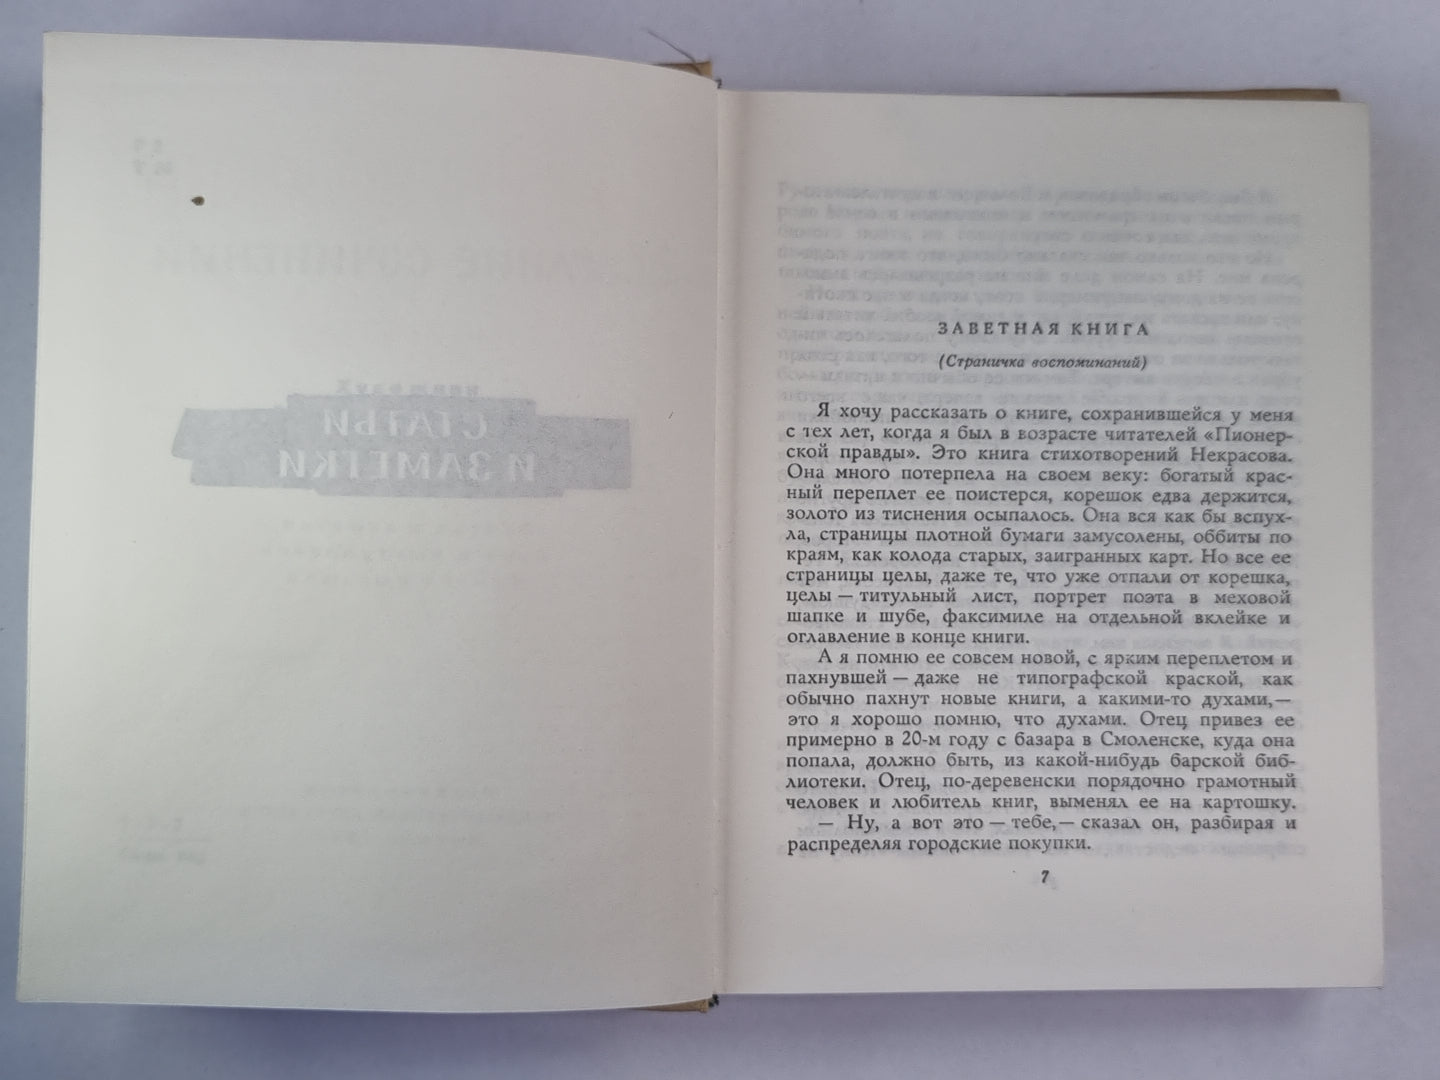 ЗАВЕТНАЯ КНИГА
(Страничка воспоминаний)
Я хочу рассказать о книге, сохранившейся у меня
с тех лет, когда я был в возрасте читателей «Пионер-
ской правды». Это книга стихотворений Некрасова.
Она много потерпела на своем веку: богатый крас-
ный переплет ее поистерся, корешок едва держится,
золото из тиснения осыпалось. Она вся как бы вспух-
ла, страницы плотной бумаги замусолены, оббиты по
краям, как колода старых, заигранных карт. Но все ее
страницы целы, даже те, что уже отпали от корешка,
целы — титульный лист, портрет поэта в меховой
шапке и шубе, факсимиле на отдельной вклейке и
оглавление в конце книги.
А я помню ее совсем новой, с ярким переплетом и
пахнувшей — даже не типографской краской, как
обычно пахнут новые книги, а какими-то духами,—
это я хорошо помню, что духами. Отец привез ее
примерно в 20-м году с базара в Смоленске, куда она
попала, должно быть, из какой-нибудь барской биб-
лиотеки. Отец, по-деревенски порядочно грамотный
человек и любитель книг, выменял ее на картошку.
— Ну, а вот это — тебе,— сказал он, разбирая и
распределяя городские покупки.
7
СОЧИНЕНИЙ
СТАТЬИ
И ЗАМЕТКИ